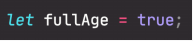 let fullAge = true;